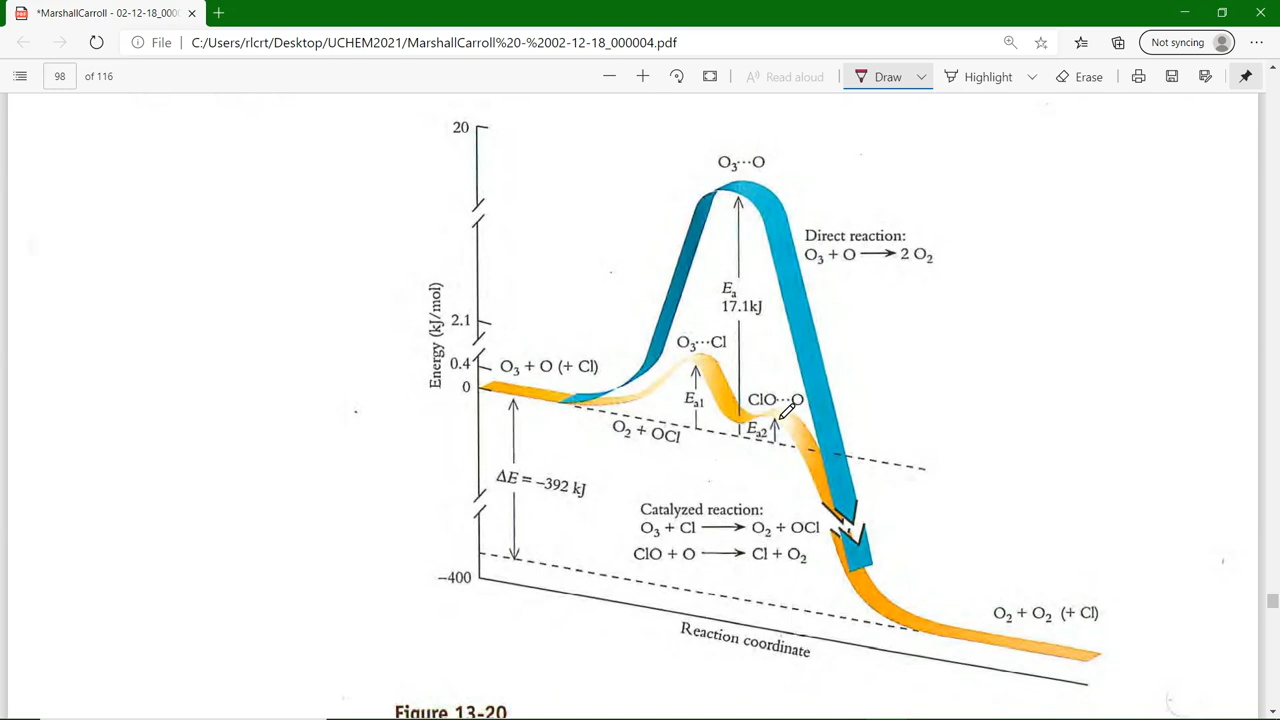 *MarshallCarroll - 02-12-18_000
File
C:/Users/rlcrt/Desktop/UCHEM2021/MarshallCarroll%20-%2002-12-18_000004.pdf
Not syncing
98 of 116
Read aloud
Draw
Highlight
Erase
20
O₃···O
Direct reaction:
O₃ + O ⟶ 2 O₂
Eₐ
17.1kJ
Energy (kJ/mol)
2.1
O₃···Cl
0.4
O₃ + O (+ Cl)
0
Eₐ₁
ClO···O
O₂ + OCl
Eₐ₂
ΔE = –392 kJ
Catalyzed reaction:
O₃ + Cl ⟶ O₂ + OCl
ClO + O ⟶ Cl + O₂
–400
O₂ + O₂ (+ Cl)
Reaction coordinate
Figure 13-20